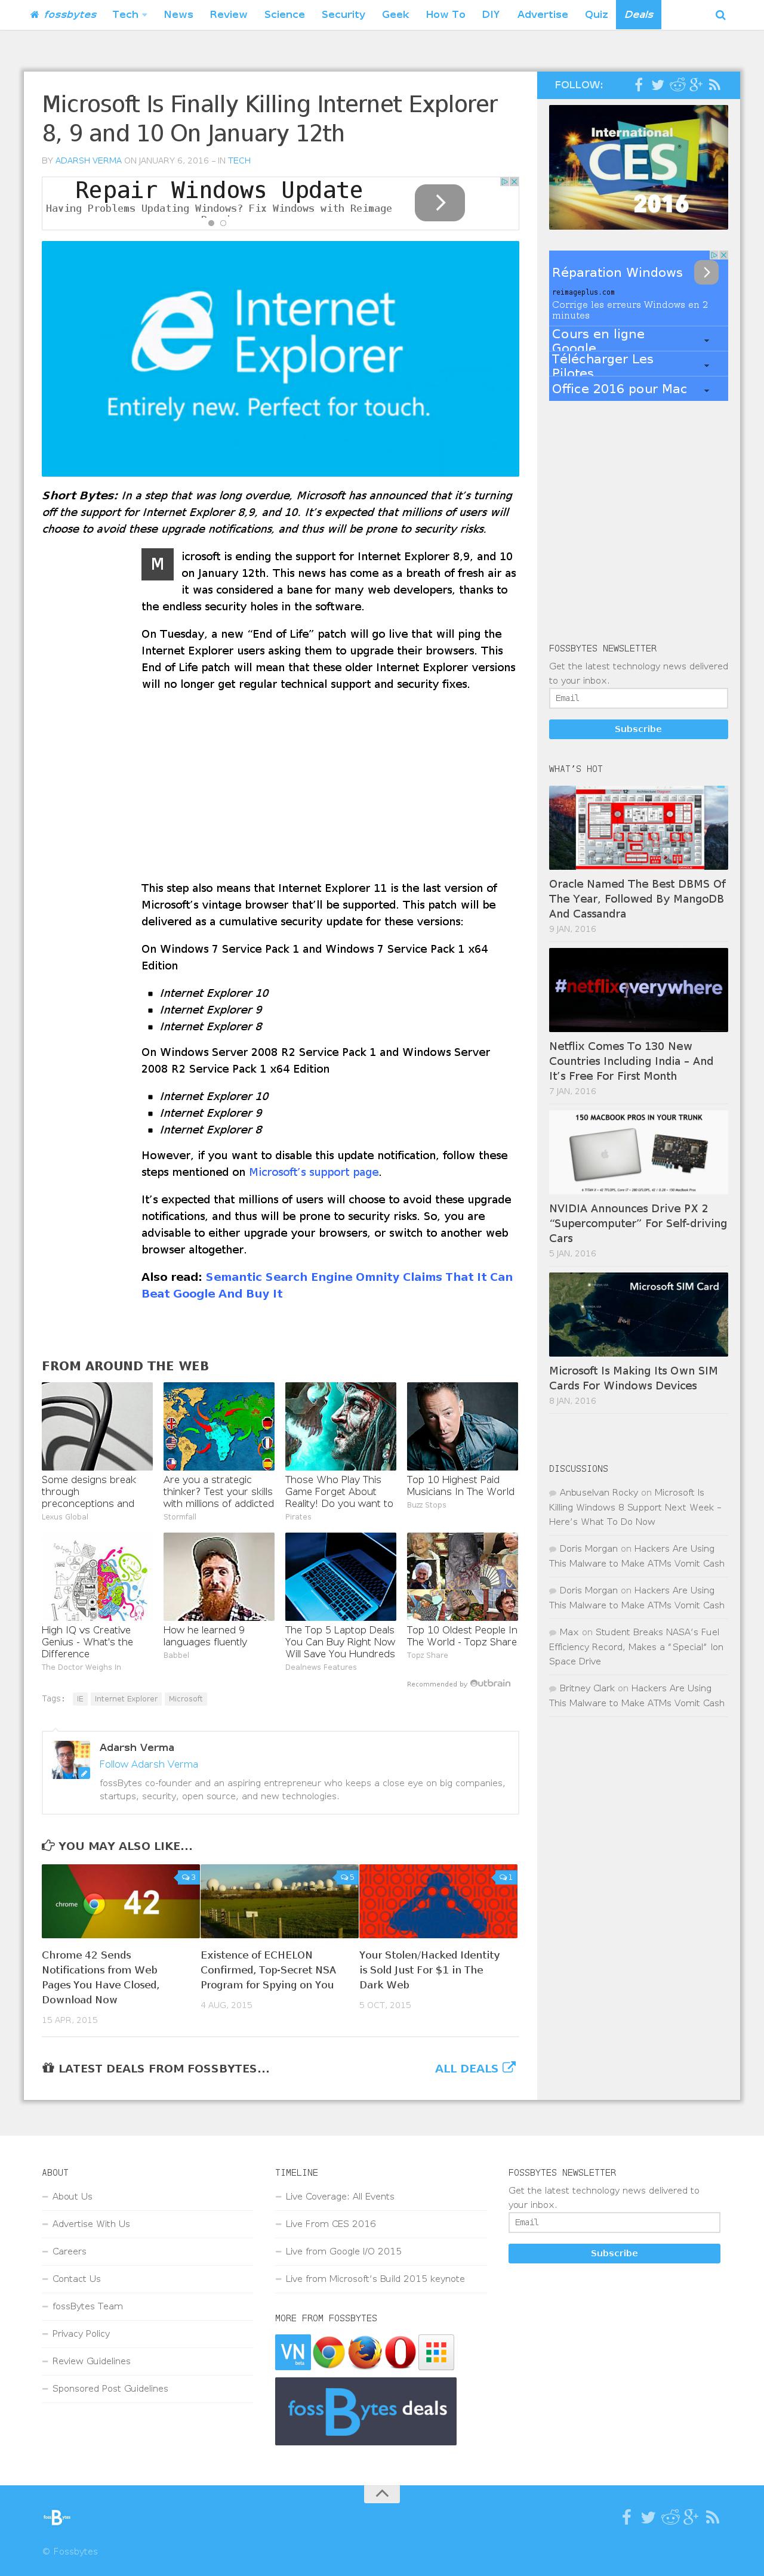 fossbytes Tech News Review Science Security Geek How To DIY Advertise Quiz Deals
Microsoft Is Finally Killing Internet Explorer
8, 9 and 10 On January 12th
BY ADARSH VERMA ON JANUARY 6, 2016 – IN TECH
Repair Windows Update
Having Problems Updating Windows? Fix Windows with Reimage
Internet
Explorer
Entirely new. Perfect for touch.
Short Bytes: In a step that was long overdue, Microsoft has announced that it's turning
off the support for Internet Explorer 8,9, and 10. It's expected that millions of users will
choose to avoid these upgrade notifications, and thus will be prone to security risks.
Microsoft is ending the support for Internet Explorer 8,9, and 10
on January 12th. This news has come as a breath of fresh air as
it was considered a bane for many web developers, thanks to
the endless security holes in the software.
On Tuesday, a new “End of Life” patch will go live that will ping the
Internet Explorer users asking them to upgrade their browsers. This
End of Life patch will mean that these older Internet Explorer versions
will no longer get regular technical support and security fixes.
This step also means that Internet Explorer 11 is the last version of
Microsoft's vintage browser that'll be supported. This patch will be
delivered as a cumulative security update for these versions:
On Windows 7 Service Pack 1 and Windows 7 Service Pack 1 x64
Edition
Internet Explorer 10
Internet Explorer 9
Internet Explorer 8
On Windows Server 2008 R2 Service Pack 1 and Windows Server
2008 R2 Service Pack 1 x64 Edition
Internet Explorer 10
Internet Explorer 9
Internet Explorer 8
However, if you want to disable this update notification, follow these
steps mentioned on Microsoft's support page.
It's expected that millions of users will choose to avoid these upgrade
notifications, and thus will be prone to security risks. So, you are
advisable to either upgrade your browsers, or switch to another web
browser altogether.
Also read: Semantic Search Engine Omnity Claims That It Can
Beat Google And Buy It
FROM AROUND THE WEB
Some designs break
through
preconceptions and
Lexus Global
Are you a strategic
thinker? Test your skills
with millions of addicted
Stormfall
Those Who Play This
Game Forget About
Reality! Do you want to
Pirates
Top 10 Highest Paid
Musicians In The World
Buzz Stops
High IQ vs Creative
Genius - What's the
Difference
The Doctor Weighs In
How he learned 9
languages fluently
Babbel
The Top 5 Laptop Deals
You Can Buy Right Now
Will Save You Hundreds
Dealnews Features
Top 10 Oldest People In
The World - Topz Share
Topz Share
Recommended by Outbrain
Tags: IE Internet Explorer Microsoft
Adarsh Verma
Follow Adarsh Verma
fossBytes co-founder and an aspiring entrepreneur who keeps a close eye on big companies,
startups, security, open source, and new technologies.
YOU MAY ALSO LIKE...
3
chrome 42
5
1
Chrome 42 Sends
Notifications from Web
Pages You Have Closed,
Download Now
15 APR, 2015
Existence of ECHELON
Confirmed, Top-Secret NSA
Program for Spying on You
4 AUG, 2015
Your Stolen/Hacked Identity
is Sold Just For $1 in The
Dark Web
5 OCT, 2015
LATEST DEALS FROM FOSSBYTES... ALL DEALS
FOLLOW:
International
CES
2016
Réparation Windows
reimageplus.com
Corrige les erreurs Windows en 2
minutes
Cours en ligne
Google
Télécharger Les
Pilotes
Office 2016 pour Mac
FOSSBYTES NEWSLETTER
Get the latest technology news delivered
to your inbox.
Email
Subscribe
WHAT'S HOT
Oracle Named The Best DBMS Of
The Year, Followed By MangoDB
And Cassandra
9 JAN, 2016
#netflixeverywhere
Netflix Comes To 130 New
Countries Including India – And
It's Free For First Month
7 JAN, 2016
150 MACBOOK PROS IN YOUR TRUNK
NVIDIA Announces Drive PX 2
“Supercomputer” For Self-driving
Cars
5 JAN, 2016
Microsoft SIM Card
Microsoft Is Making Its Own SIM
Cards For Windows Devices
8 JAN, 2016
DISCUSSIONS
Anbuselvan Rocky on Microsoft Is
Killing Windows 8 Support Next Week –
Here's What To Do Now
Doris Morgan on Hackers Are Using
This Malware to Make ATMs Vomit Cash
Doris Morgan on Hackers Are Using
This Malware to Make ATMs Vomit Cash
Max on Student Breaks NASA's Fuel
Efficiency Record, Makes a "Special" Ion
Space Drive
Britney Clark on Hackers Are Using
This Malware to Make ATMs Vomit Cash
ABOUT
About Us
Advertise With Us
Careers
Contact Us
fossBytes Team
Privacy Policy
Review Guidelines
Sponsored Post Guidelines
TIMELINE
Live Coverage: All Events
Live From CES 2016
Live from Google I/O 2015
Live from Microsoft's Build 2015 keynote
MORE FROM FOSSBYTES
VN
beta
fossBytes deals
FOSSBYTES NEWSLETTER
Get the latest technology news delivered to
your inbox.
Email
Subscribe
fossBytes
© Fossbytes